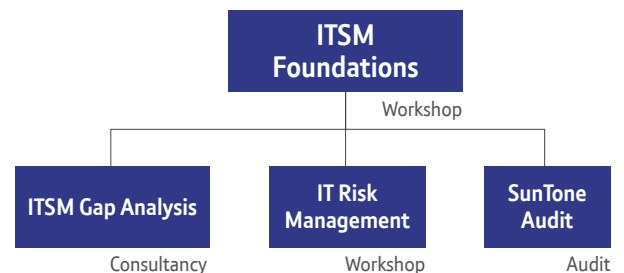 ITSM
Foundations
Workshop
ITSM Gap Analysis
Consultancy
IT Risk
Management
Workshop
SunTone
Audit
Audit